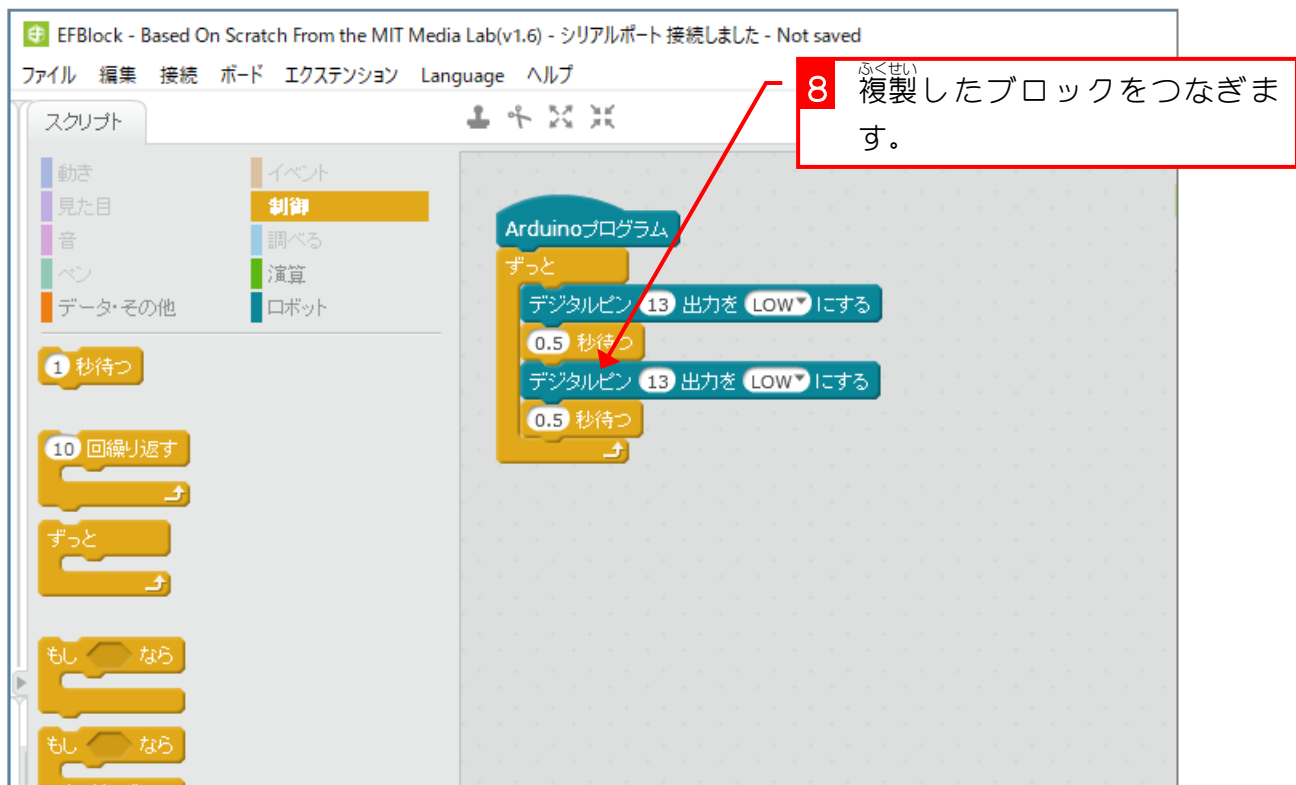 EFBlock - Based On Scratch From the MIT Media Lab(v1.6) - シリアルポート 接続しました - Not saved
ファイル 編集 接続 ボード エクステンション Language ヘルプ
8 複製したブロックをつなぎま
ふくせい
す。
スクリプト
動き イベント
見た目 制御
音 調べる
ペン 演算
データ・その他 ロボット
1 秒待つ
10 回繰り返す
ずっと
もし なら
もし なら
Arduinoプログラム
ずっと
デジタルピン 13 出力を LOW にする
0.5 秒待つ
デジタルピン 13 出力を LOW にする
0.5 秒待つ